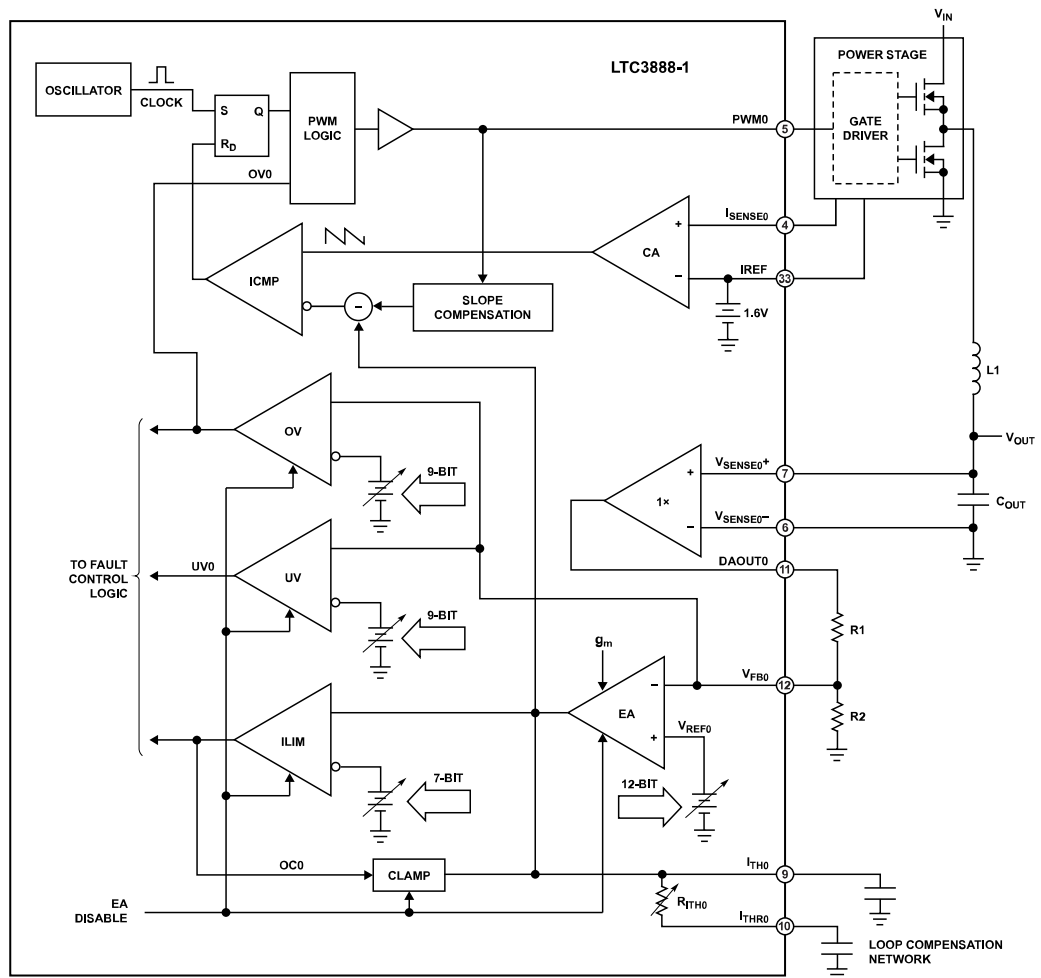 V_IN
LTC3888-1
POWER STAGE
OSCILLATOR
CLOCK
S
Q
R_D
PWM
LOGIC
PWM0
5
GATE
DRIVER
OV0
I_SENSE0
4
ICMP
CA
+
–
IREF
33
–
SLOPE
COMPENSATION
1.6V
L1
OV
V_OUT
9-BIT
V_SENSE0+
7
+
1×
–
V_SENSE0–
6
C_OUT
TO FAULT
CONTROL
LOGIC
UV0
UV
DAOUT0
11
9-BIT
R1
g_m
–
V_FB0
12
EA
ILIM
V_REF0
+
R2
7-BIT
12-BIT
OC0
CLAMP
I_TH0
9
EA
DISABLE
R_ITH0
I_THR0
10
LOOP COMPENSATION
NETWORK